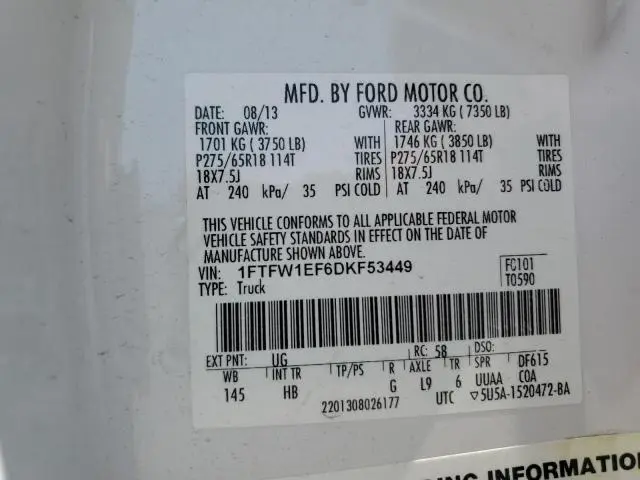 MFD. BY FORD MOTOR CO.
DATE: 08/13 GVWR: 3334 KG ( 7350 LB)
FRONT GAWR: REAR GAWR:
1701 KG ( 3750 LB) WITH 1746 KG ( 3850 LB) WITH
P275/65R18 114T TIRES P275/65R18 114T TIRES
18X7.5J RIMS 18X7.5J RIMS
AT 240 kPa/ 35 PSI COLD AT 240 kPa/ 35 PSI COLD
THIS VEHICLE CONFORMS TO ALL APPLICABLE FEDERAL MOTOR
VEHICLE SAFETY STANDARDS IN EFFECT ON THE DATE OF
MANUFACTURE SHOWN ABOVE.
VIN: 1FTFW1EF6DKF53449 FC101
TYPE: Truck T0590
EXT PNT: UG RC: 58 DSO:
WB INT TR TP/PS R AXLE TR SPR DF615
145 HB G L9 6 UUAA COA
2201308026177 UTC ▽5U5A-1520472-BA
RING INFORMATION